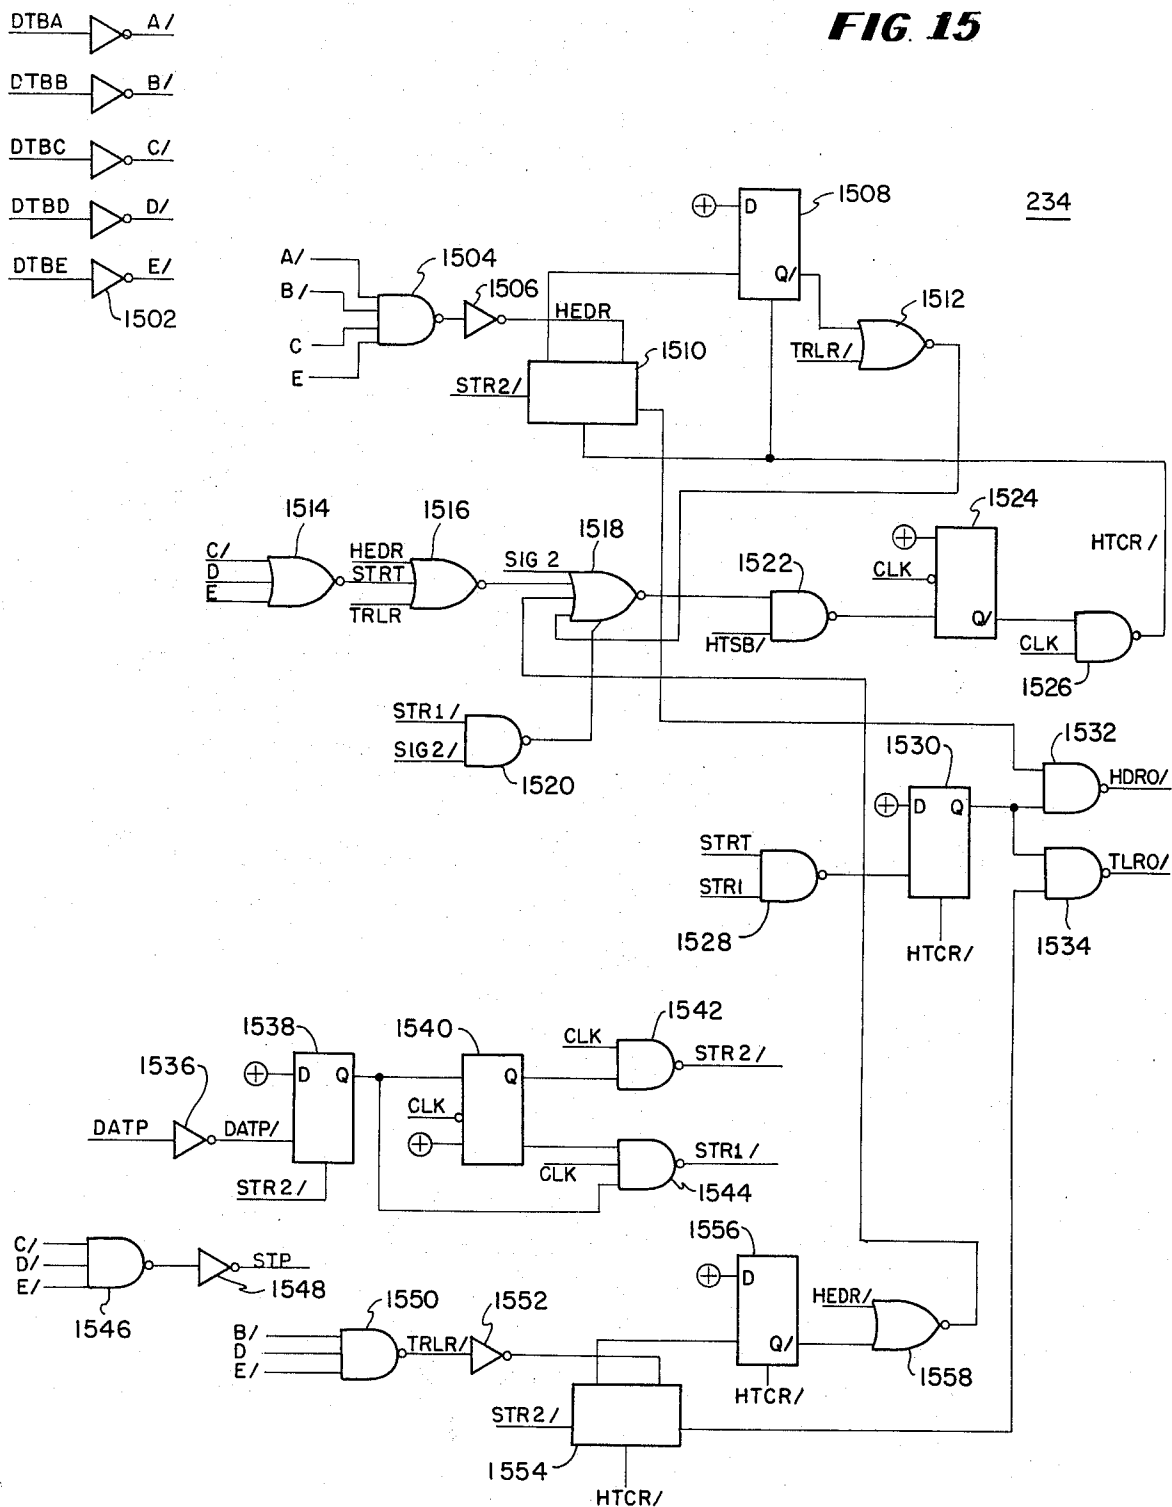 FIG. 15
DTBA A/
DTBB B/
DTBC C/
DTBD D/
DTBE E/
1502
234
1508
D
Q/
A/
B/
C
E
1504
1506
HEDR
1512
TRLR/
1510
STR2/
1514
C/
D
E
1516
HEDR
STRT
TRLR
1518
SIG 2
1522
HTSB/
1524
CLK
Q/
HTCR/
CLK
1526
STR1/
SIG2/
1520
1530
D Q
1532
HDRO/
STRT
STR1
1528
HTCR/
TLRO/
1534
1538
D Q
1540
Q
CLK
1542
CLK
STR2/
1536
DATP
DATP/
STR2/
CLK
STR1/
1544
C/
D/
E/
1546
STP
1548
1550
B/
D
E/
TRLR/
1552
1556
D
Q/
HTCR/
HEDR/
1558
STR2/
1554
HTCR/